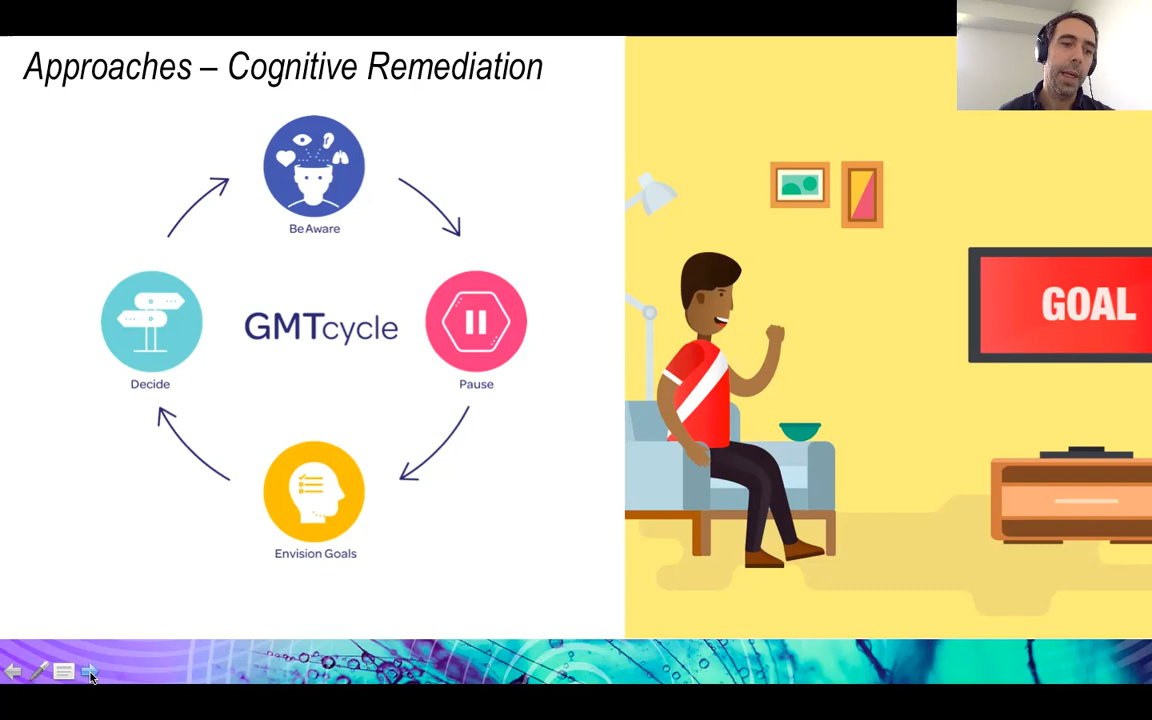 Approaches – Cognitive Remediation
Be Aware
GMTcycle
Decide
Pause
Envision Goals
GOAL